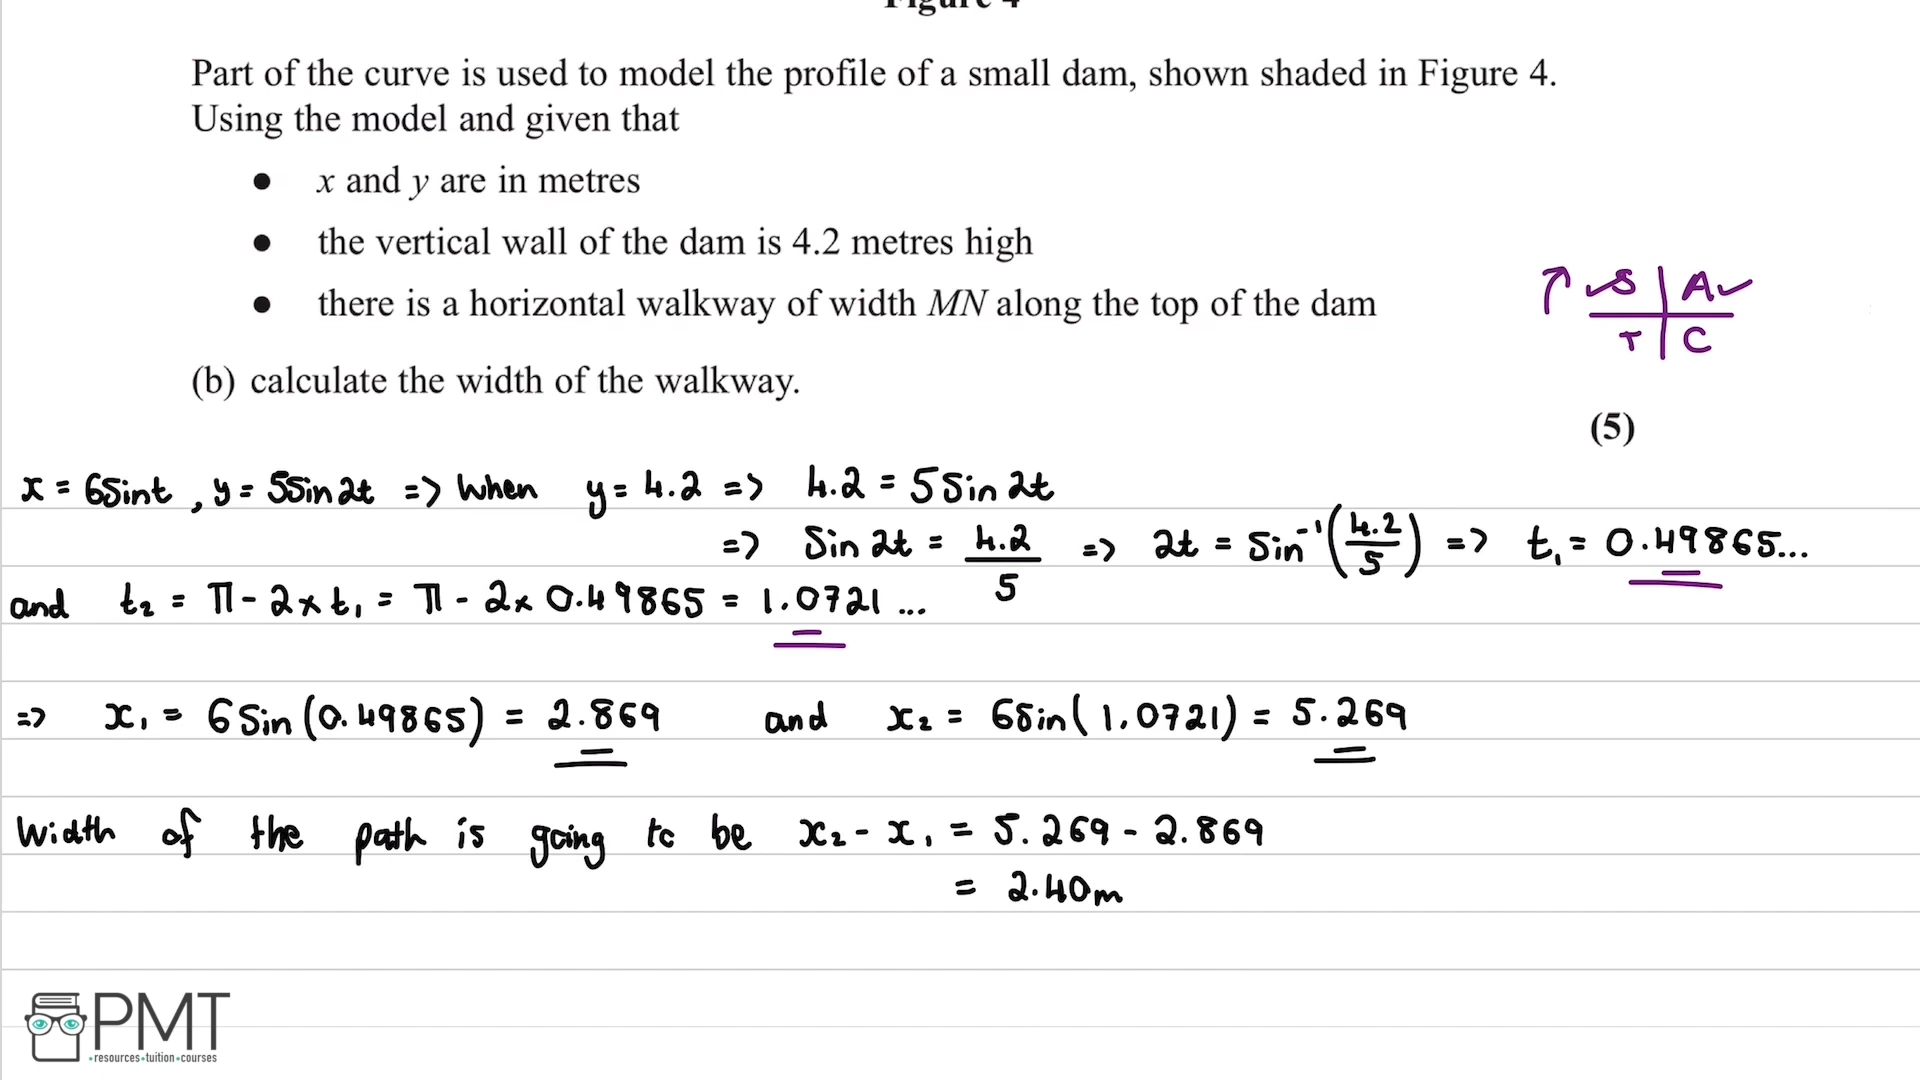 Figure 4
Part of the curve is used to model the profile of a small dam, shown shaded in Figure 4.
Using the model and given that
• x and y are in metres
• the vertical wall of the dam is 4.2 metres high
• there is a horizontal walkway of width MN along the top of the dam
S A
T C
(b) calculate the width of the walkway.
(5)
x = 6Sint, y = 5Sin2t => When y = 4.2 => 4.2 = 5Sin2t
=> Sin2t = 4.2/5 => 2t = Sin⁻¹(4.2/5) => t₁ = 0.49865...
and t₂ = π - 2×t₁ = π - 2×0.49865 = 1.0721...
=> x₁ = 6Sin(0.49865) = 2.869 and x₂ = 6Sin(1.0721) = 5.269
Width of the path is going to be x₂ - x₁ = 5.269 - 2.869
= 2.40m
PMT
•resources•tuition•courses